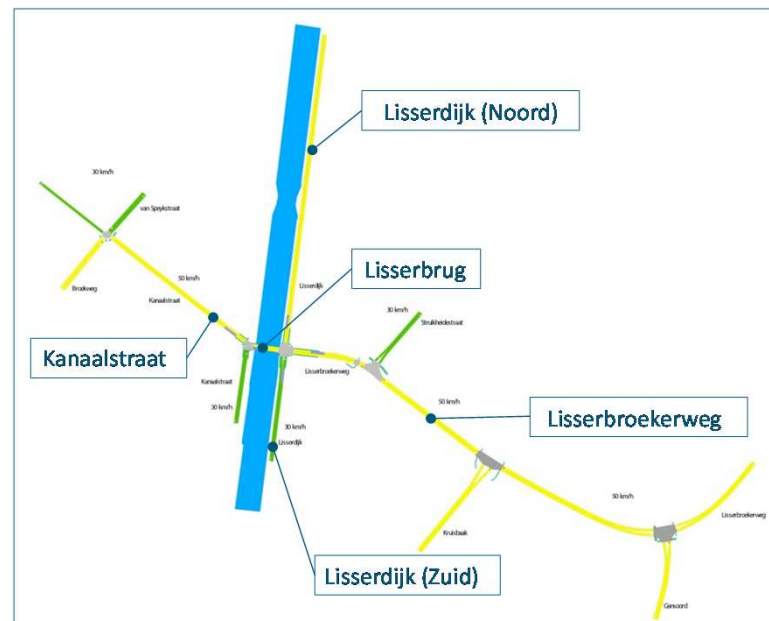 Lisserdijk (Noord)
30 km/h
van Speykstraat
Lisserbrug
50 km/h
Broekweg
Kanaalstraat
Lisserdijk
30 km/h
Struikheidestraat
Kanaalstraat
Kanaalstraat
30 km/h
Lisserbroekerweg
50 km/h
Lisserbroekerweg
30 km/h
Lisserdijk
50 km/h
Lisserbroekerweg
Kruisbaak
Lisserdijk (Zuid)